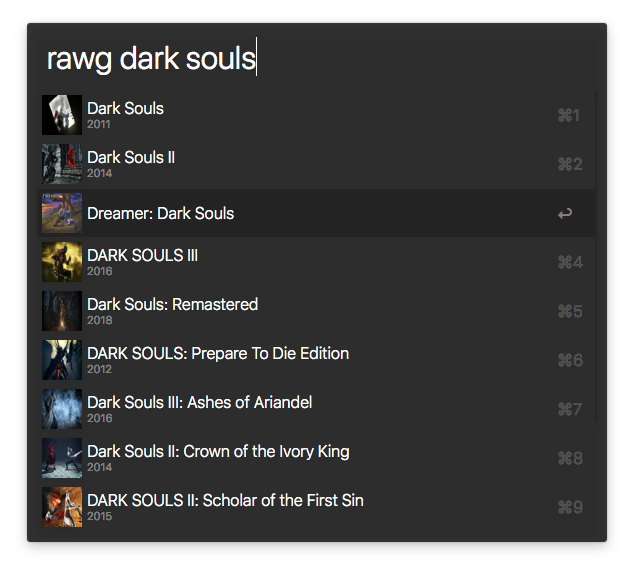 rawg dark souls
Dark Souls
2011
⌘1
Dark Souls II
2014
⌘2
Dreamer: Dark Souls
↩
DARK SOULS III
2016
⌘4
Dark Souls: Remastered
2018
⌘5
DARK SOULS: Prepare To Die Edition
2012
⌘6
Dark Souls III: Ashes of Ariandel
2016
⌘7
Dark Souls II: Crown of the Ivory King
2014
⌘8
DARK SOULS II: Scholar of the First Sin
2015
⌘9